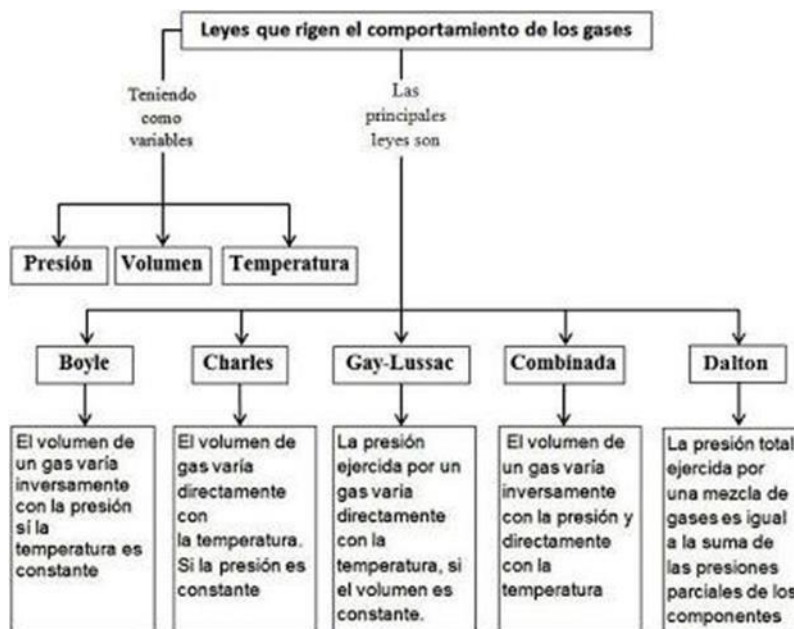 Leyes que rigen el comportamiento de los gases
Teniendo
como
variables
Las
principales
leyes son
Presión
Volumen
Temperatura
Boyle
Charles
Gay-Lussac
Combinada
Dalton
El volumen de
un gas varía
inversamente
con la presión
sí la
temperatura es
constante
El volumen de
gas varía
directamente
con
la temperatura.
Si la presión es
constante
La presión
ejercida por un
gas varia
directamente
con la
temperatura, si
el volumen es
constante.
El volumen de
un gas varía
inversamente
con la presión y
directamente
con la
temperatura
La presión total
ejercida por
una mezcla de
gases es igual
a la suma de
las presiones
parciales de los
componentes